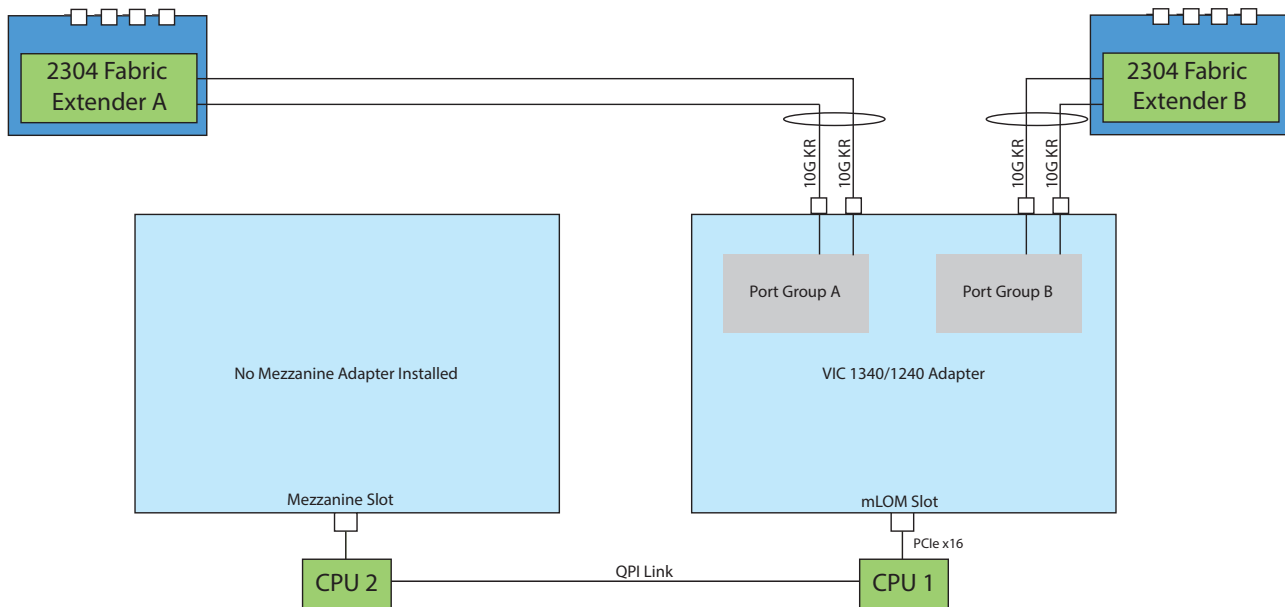 2304 Fabric
Extender A
2304 Fabric
Extender B
10G KR
10G KR
10G KR
10G KR
Port Group A
Port Group B
No Mezzanine Adapter Installed
VIC 1340/1240 Adapter
Mezzanine Slot
mLOM Slot
PCIe x16
CPU 2
QPI Link
CPU 1